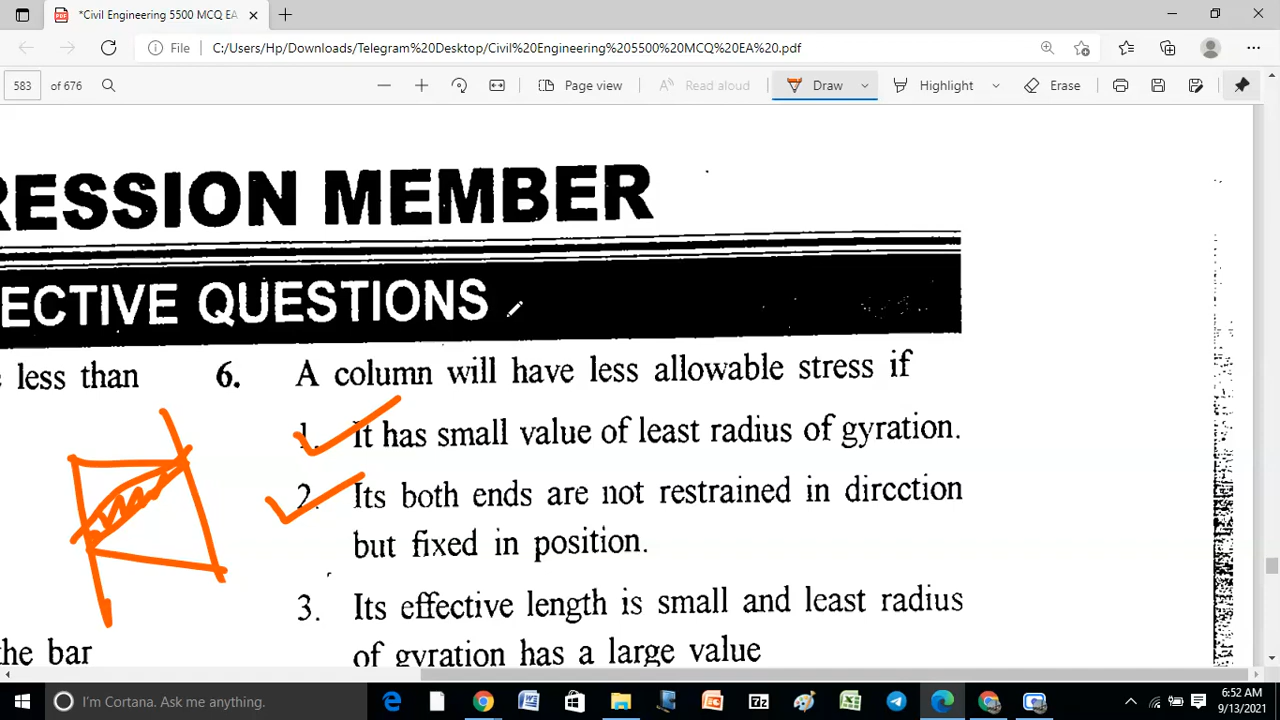 *Civil Engineering 5500 MCQ EA
File C:/Users/Hp/Downloads/Telegram%20Desktop/Civil%20Engineering%205500%20MCQ%20EA%20.pdf
583 of 676 Page view Read aloud Draw Highlight Erase
RESSION MEMBER
ECTIVE QUESTIONS
less than
6. A column will have less allowable stress if
1. It has small value of least radius of gyration.
2. Its both ends are not restrained in direction
but fixed in position.
3. Its effective length is small and least radius
of gyration has a large value
the bar
I'm Cortana. Ask me anything.
6:52 AM
9/13/2021